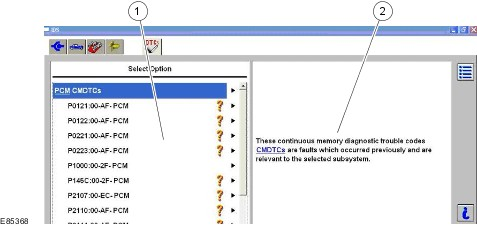 1
2
IDS
DTC
Select Option
PCM CMDTCs
P0121:00-AF- PCM
P0122:00-AF- PCM
P0221:00-AF- PCM
P0223:00-AF- PCM
P1000:00-2F- PCM
P145C:00-2F- PCM
P2107:00-EC- PCM
P2110:00-AF- PCM
These continuous memory diagnostic trouble codes
CMDTCs are faults which occurred previously and are
relevant to the selected subsystem.
E85368